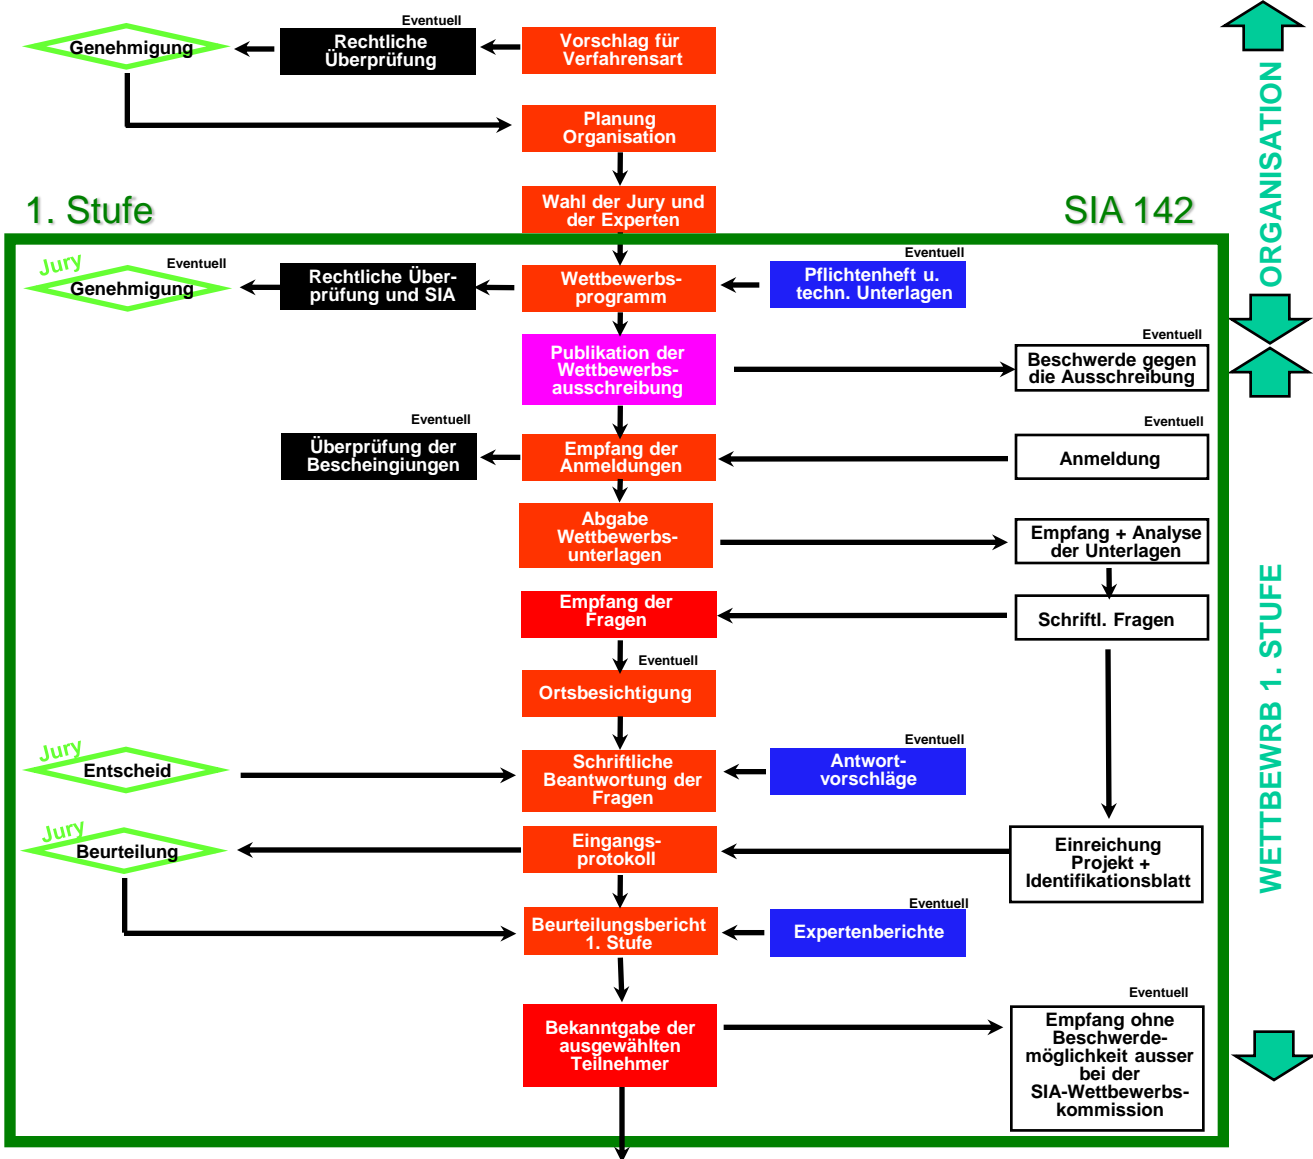 Eventuell
Genehmigung
Rechtliche
Überprüfung
Vorschlag für
Verfahrensart
Planung
Organisation
Wahl der Jury und
der Experten
1. Stufe
SIA 142
ORGANISATION
Jury
Eventuell
Genehmigung
Rechtliche Über-
prüfung und SIA
Wettbewerbs-
programm
Eventuell
Pflichtenheft u.
techn. Unterlagen
Publikation der
Wettbewerbs-
ausschreibung
Eventuell
Beschwerde gegen
die Ausschreibung
Eventuell
Überprüfung der
Bescheingiungen
Empfang der
Anmeldungen
Eventuell
Anmeldung
Abgabe
Wettbewerbs-
unterlagen
Empfang + Analyse
der Unterlagen
Empfang der
Fragen
Schriftl. Fragen
Eventuell
Ortsbesichtigung
WETTBEWRB 1. STUFE
Jury
Entscheid
Schriftliche
Beantwortung der
Fragen
Eventuell
Antwort-
vorschläge
Jury
Beurteilung
Eingangs-
protokoll
Einreichung
Projekt +
Identifikationsblatt
Beurteilungsbericht
1. Stufe
Eventuell
Expertenberichte
Bekanntgabe der
ausgewählten
Teilnehmer
Eventuell
Empfang ohne
Beschwerde-
möglichkeit ausser
bei der
SIA-Wettbewerbs-
kommission